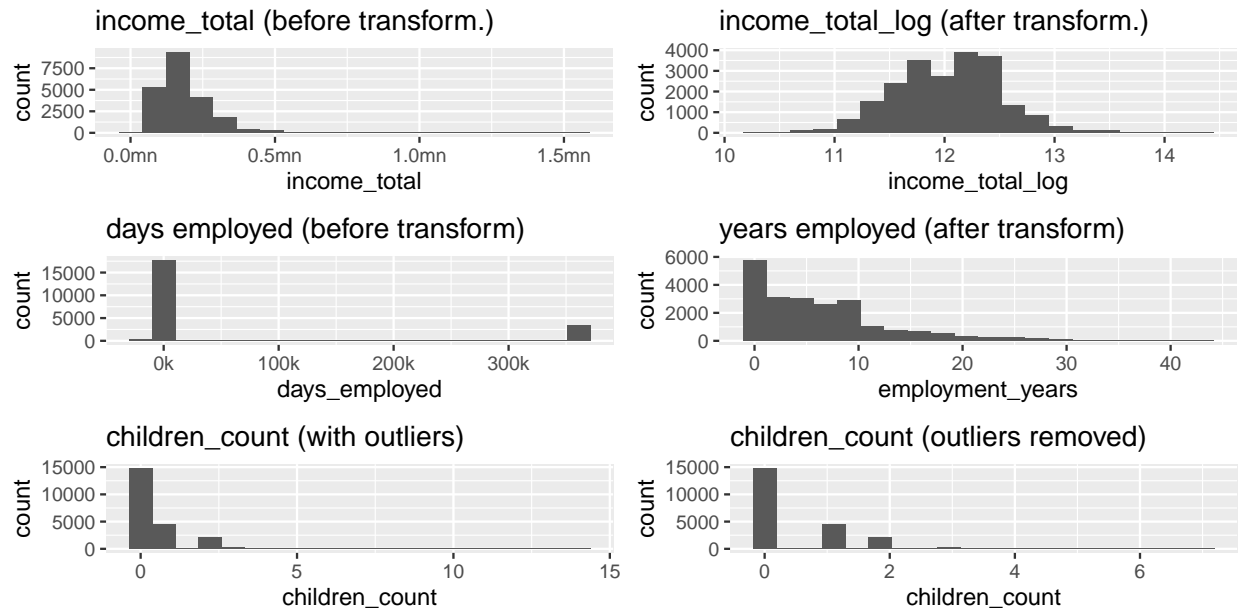 income_total (before transform.)
count
7500
5000
2500
0
0.0mn 0.5mn 1.0mn 1.5mn
income_total
income_total_log (after transform.)
count
4000
3000
2000
1000
0
10 11 12 13 14
income_total_log
days employed (before transform)
count
15000
10000
5000
0
0k 100k 200k 300k
days_employed
years employed (after transform)
count
6000
4000
2000
0
0 10 20 30 40
employment_years
children_count (with outliers)
count
15000
10000
5000
0
0 5 10 15
children_count
children_count (outliers removed)
count
15000
10000
5000
0
0 2 4 6
children_count